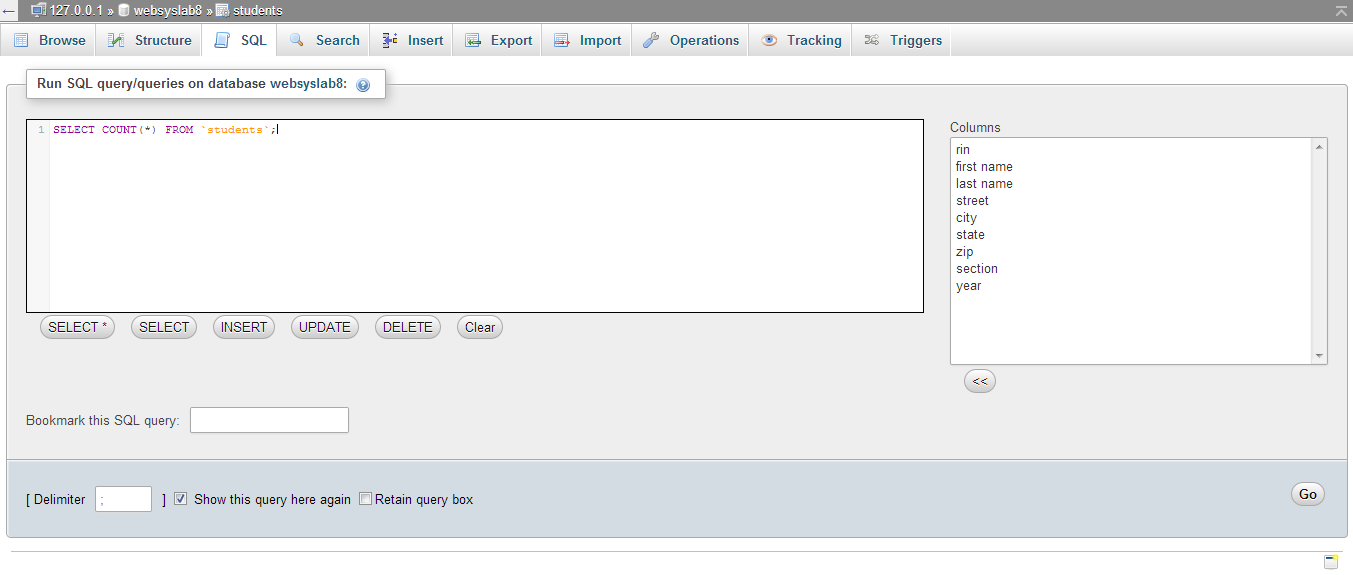 ← 127.0.0.1 » websyslab8 » students
Browse Structure SQL Search Insert Export Import Operations Tracking Triggers
Run SQL query/queries on database websyslab8:
1 SELECT COUNT(*) FROM `students`;
Columns
rin
first name
last name
street
city
state
zip
section
year
SELECT * SELECT INSERT UPDATE DELETE Clear
<<
Bookmark this SQL query:
[ Delimiter ; ] Show this query here again Retain query box
Go